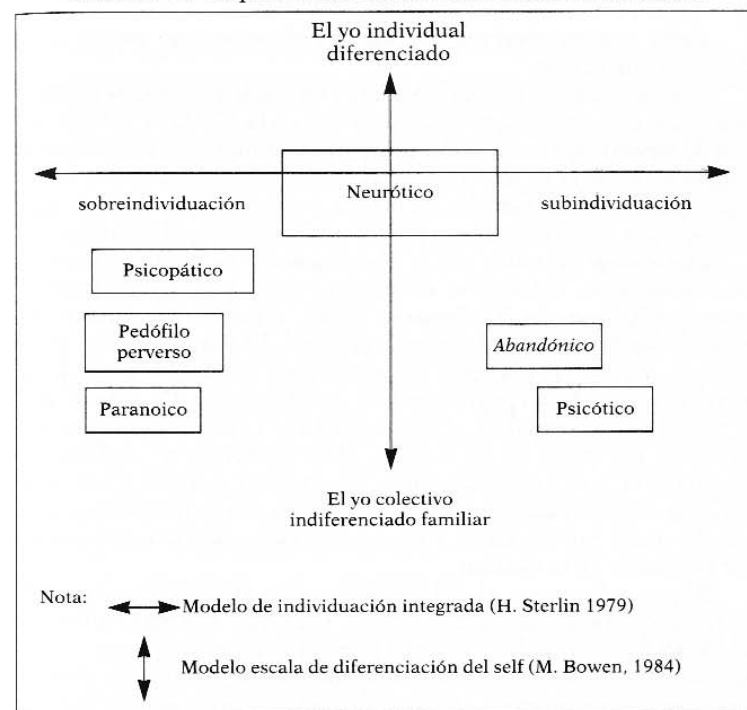 El yo individual
diferenciado
Neurótico
sobreindividuación
subindividuación
Psicopático
Pedófilo
perverso
Abandónico
Paranoico
Psicótico
El yo colectivo
indiferenciado familiar
Nota:
Modelo de individuación integrada (H. Sterlin 1979)
Modelo escala de diferenciación del self (M. Bowen, 1984)